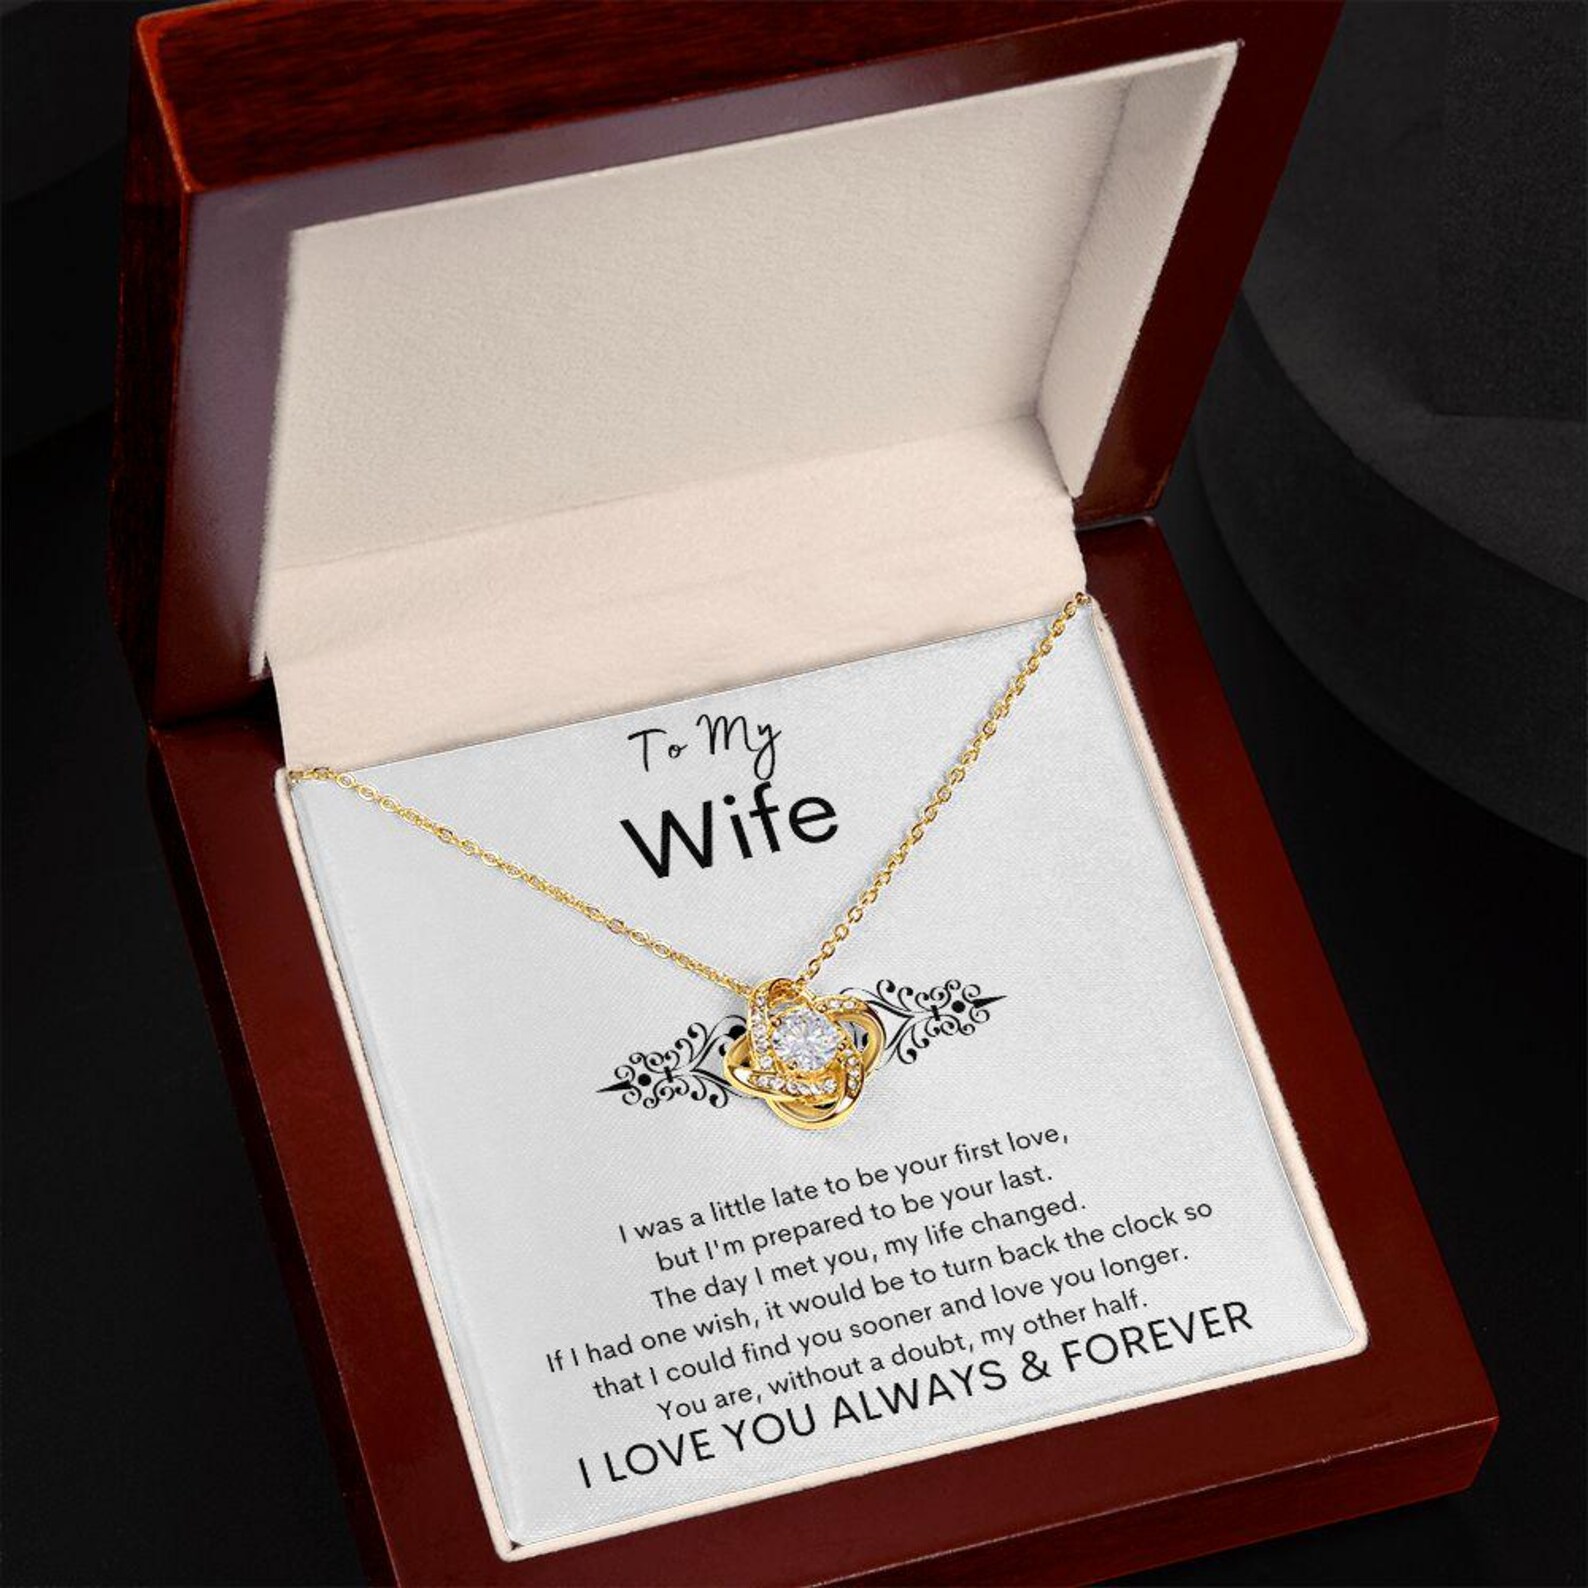 To My
Wife
I was a little late to be your first love,
but I'm prepared to be your last.
The day I met you, my life changed.
If I had one wish, it would be to turn back the clock so
that I could find you sooner and love you longer.
You are, without a doubt, my other half.
I LOVE YOU ALWAYS & FOREVER